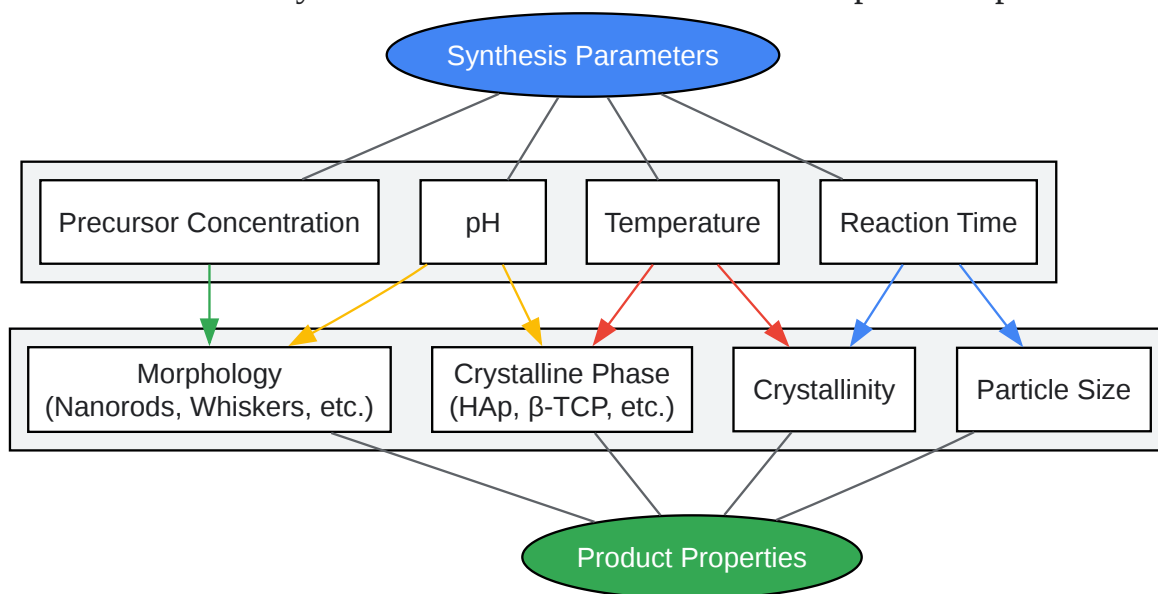 Synthesis Parameters
Precursor Concentration
pH
Temperature
Reaction Time
Morphology
(Nanorods, Whiskers, etc.)
Crystalline Phase
(HAp, β-TCP, etc.)
Crystallinity
Particle Size
Product Properties